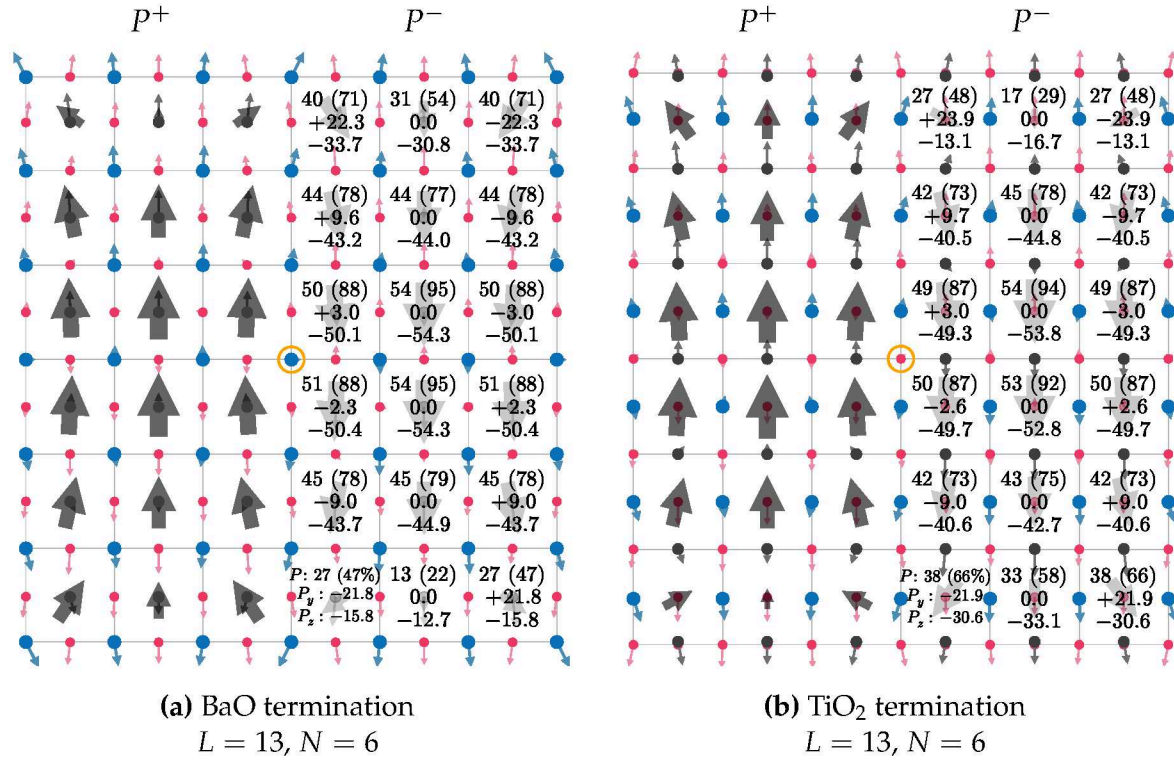 P+ P−
40 (71) 31 (54) 40 (71)
+22.3 0.0 −22.3
−33.7 −30.8 −33.7
44 (78) 44 (77) 44 (78)
+9.6 0.0 −9.6
−43.2 −44.0 −43.2
50 (88) 54 (95) 50 (88)
+3.0 0.0 −3.0
−50.1 −54.3 −50.1
51 (88) 54 (95) 51 (88)
−2.3 0.0 +2.3
−50.4 −54.3 −50.4
45 (78) 45 (79) 45 (78)
−9.0 0.0 +9.0
−43.7 −44.9 −43.7
P: 27 (47%) 13 (22) 27 (47)
Py: −21.8 0.0 +21.8
Pz: −15.8 −12.7 −15.8
(a) BaO termination
L = 13, N = 6
P+ P−
27 (48) 17 (29) 27 (48)
+23.9 0.0 −23.9
−13.1 −16.7 −13.1
42 (73) 45 (78) 42 (73)
+9.7 0.0 −9.7
−40.5 −44.8 −40.5
49 (87) 54 (94) 49 (87)
+3.0 0.0 −3.0
−49.3 −53.8 −49.3
50 (87) 53 (92) 50 (87)
−2.6 0.0 +2.6
−49.7 −52.8 −49.7
42 (73) 43 (75) 42 (73)
−9.0 0.0 +9.0
−40.6 −42.7 −40.6
P: 38 (66%) 33 (58) 38 (66)
Py: −21.9 0.0 +21.9
Pz: −30.6 −33.1 −30.6
(b) TiO2 termination
L = 13, N = 6